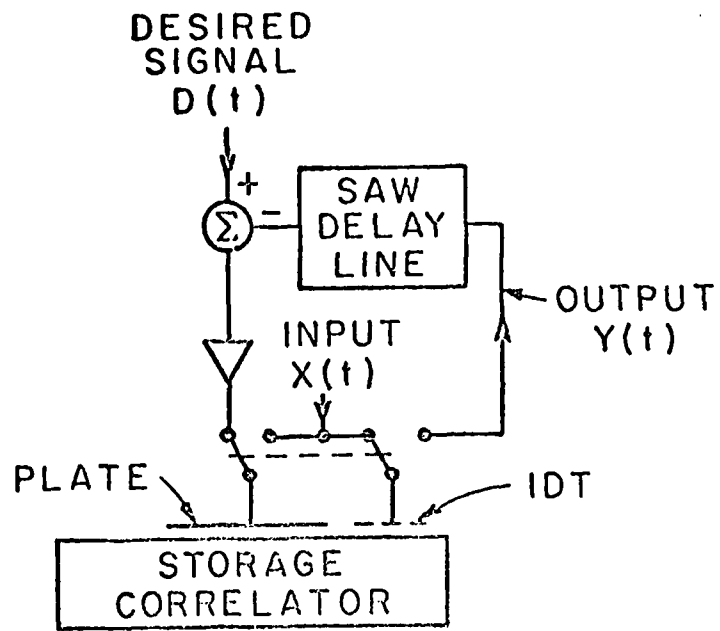 DESIRED
SIGNAL
D(t)
+
Σ
-
SAW
DELAY
LINE
OUTPUT
Y(t)
INPUT
X(t)
PLATE
IDT
STORAGE
CORRELATOR